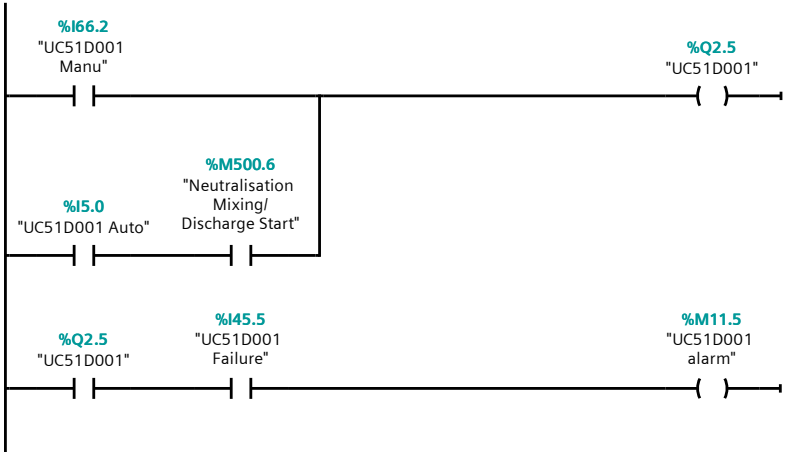 %I66.2
"UC51D001
Manu"
%Q2.5
"UC51D001"
%M500.6
"Neutralisation
Mixing/
Discharge Start"
%I5.0
"UC51D001 Auto"
%Q2.5
"UC51D001"
%I45.5
"UC51D001
Failure"
%M11.5
"UC51D001
alarm"